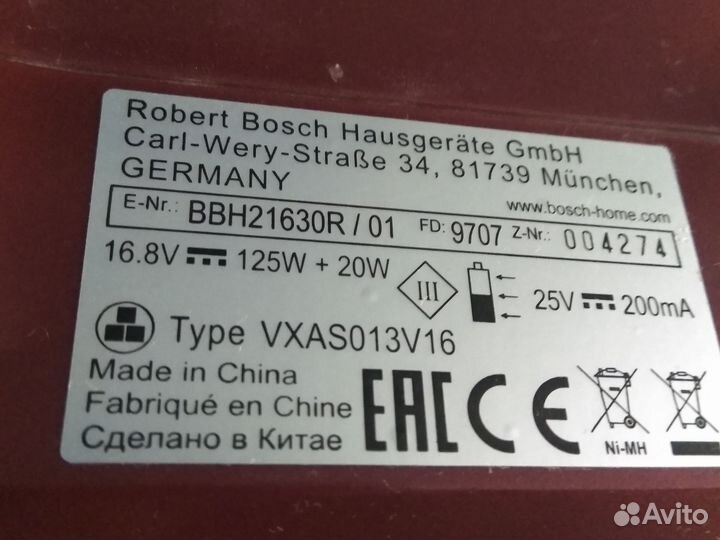 Robert Bosch Hausgeräte GmbH
Carl-Wery-Straße 34, 81739 München,
GERMANY
www.bosch-home.com
E-Nr.: BBH21630R / 01 FD: 9707 Z-Nr.: 004274
16.8V 125W + 20W III 25V 200mA
Type VXAS013V16
Made in China
Fabriqué en Chine
Сделано в Китае
EAC CE
Ni-MH
Avito